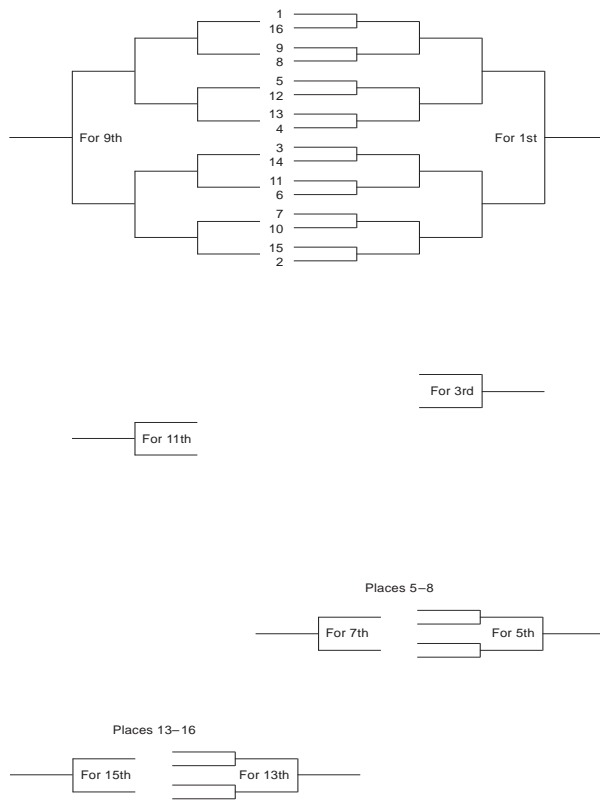 1
16
9
8
5
12
13
4
For 9th
For 1st
3
14
11
6
7
10
15
2
For 3rd
For 11th
Places 5–8
For 7th
For 5th
Places 13–16
For 15th
For 13th